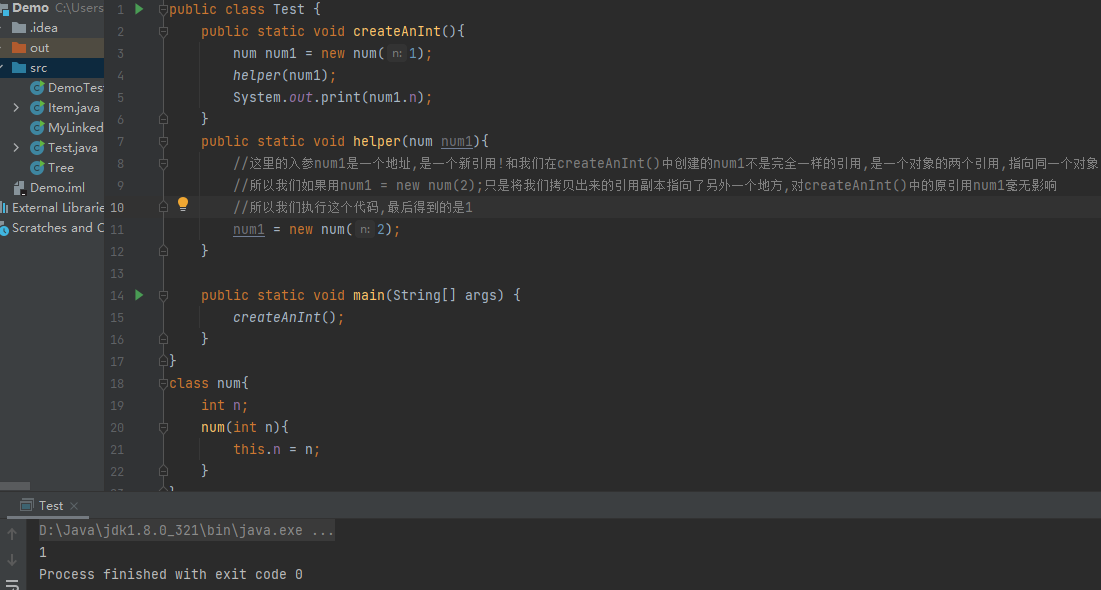 Demo C:\Users
.idea
out
src
DemoTes
Item.java
MyLinked
Test.java
Tree
Demo.iml
External Librarie
Scratches and C
1 public class Test {
2 public static void createAnInt(){
3 num num1 = new num( n: 1);
4 helper(num1);
5 System.out.print(num1.n);
6 }
7 public static void helper(num num1){
8 //这里的入参num1是一个地址,是一个新引用!和我们在createAnInt()中创建的num1不是完全一样的引用,是一个对象的两个引用,指向同一个对象
9 //所以我们如果用num1 = new num(2);只是将我们拷贝出来的引用副本指向了另外一个地方,对createAnInt()中的原引用num1毫无影响
10 //所以我们执行这个代码,最后得到的是1
11 num1 = new num( n: 2);
12 }
13
14 public static void main(String[] args) {
15 createAnInt();
16 }
17 }
18 class num{
19 int n;
20 num(int n){
21 this.n = n;
22 }
Test
D:\Java\jdk1.8.0_321\bin\java.exe ...
1
Process finished with exit code 0